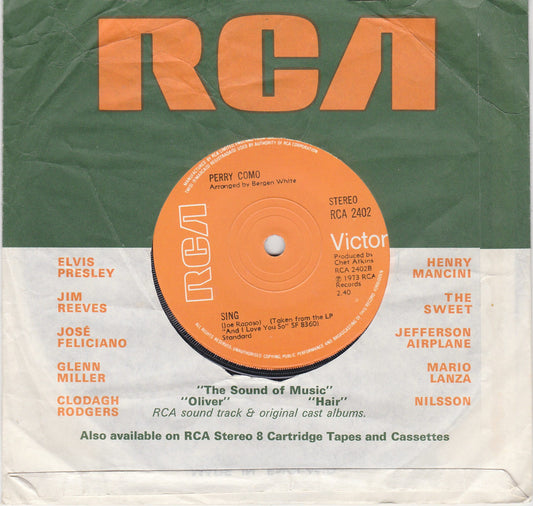 RCA
PERRY COMO
Arranged by Bergen White
STEREO
RCA 2402
RCA
Victor
Produced by
Chet Atkins
RCA 2402B
℗ 1973 RCA
Records
2.40
SING
(Joe Raposo) (Taken from the LP
"And I Love You So" SF 8360)
Standard
ELVIS
PRESLEY
JIM
REEVES
JOSÉ
FELICIANO
GLENN
MILLER
CLODAGH
RODGERS
HENRY
MANCINI
THE
SWEET
JEFFERSON
AIRPLANE
MARIO
LANZA
NILSSON
"The Sound of Music"
"Oliver" "Hair"
RCA sound track & original cast albums.
Also available on RCA Stereo 8 Cartridge Tapes and Cassettes